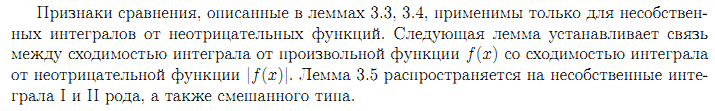 Признаки сравнения, описанные в леммах 3.3, 3.4, применимы только для несобствен-
ных интегралов от неотрицательных функций. Следующая лемма устанавливает связь
между сходимостью интеграла от произвольной функции f(x) со сходимостью интеграла
от неотрицательной функции |f(x)|. Лемма 3.5 распространяется на несобственные инте-
грала I и II рода, а также смешанного типа.